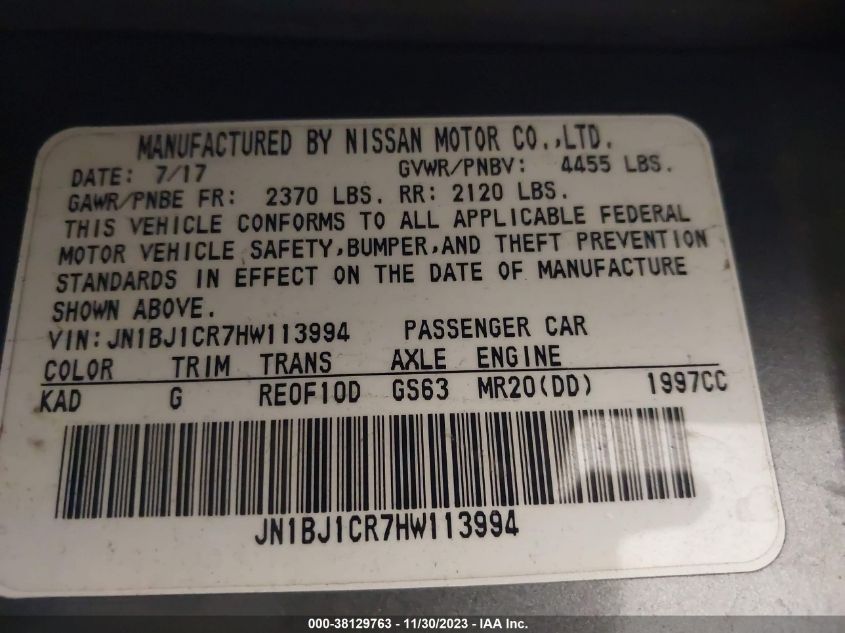 MANUFACTURED BY NISSAN MOTOR CO.,LTD.
DATE: 7/17 GVWR/PNBV: 4455 LBS.
GAWR/PNBE FR: 2370 LBS. RR: 2120 LBS.
THIS VEHICLE CONFORMS TO ALL APPLICABLE FEDERAL
MOTOR VEHICLE SAFETY,BUMPER,AND THEFT PREVENTION
STANDARDS IN EFFECT ON THE DATE OF MANUFACTURE
SHOWN ABOVE.
VIN:JN1BJ1CR7HW113994 PASSENGER CAR
COLOR TRIM TRANS AXLE ENGINE
KAD G RE0F10D GS63 MR20(DD) 1997CC
JN1BJ1CR7HW113994
000-38129763 - 11/30/2023 - IAA Inc.